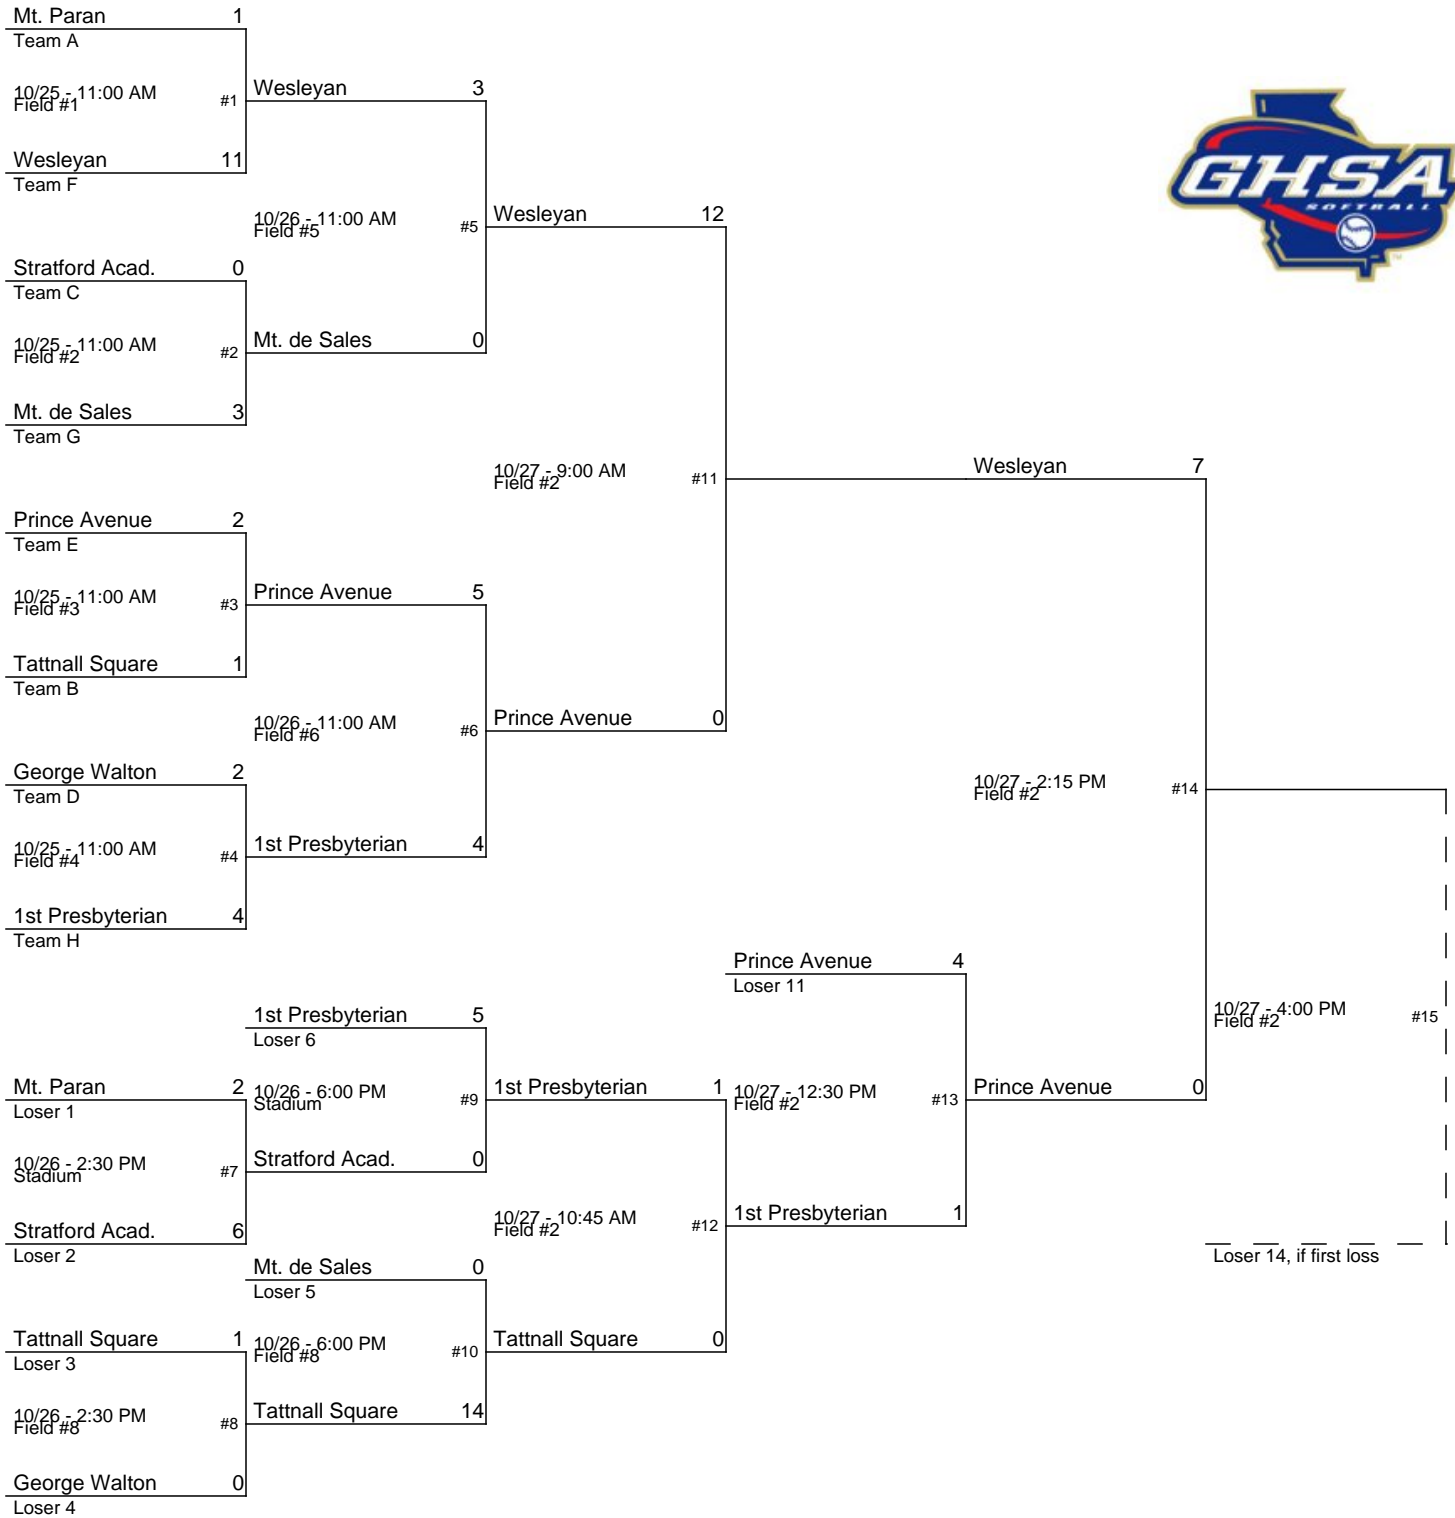 Mt. Paran 1
Team A
10/25 - 11:00 AM
Field #1
#1
Wesleyan 11
Team F
Wesleyan 3
10/26 - 11:00 AM
Field #5
#5
Stratford Acad. 0
Team C
10/25 - 11:00 AM
Field #2
#2
Mt. de Sales 3
Team G
Mt. de Sales 0
Wesleyan 12
10/27 - 9:00 AM
Field #2
#11
Prince Avenue 2
Team E
10/25 - 11:00 AM
Field #3
#3
Tattnall Square 1
Team B
Prince Avenue 5
10/26 - 11:00 AM
Field #6
#6
George Walton 2
Team D
10/25 - 11:00 AM
Field #4
#4
1st Presbyterian 4
Team H
1st Presbyterian 4
Prince Avenue 0
Wesleyan 7
10/27 - 2:15 PM
Field #2
#14
GHSA
SOFTBALL
TM
1st Presbyterian 5
Loser 6
10/26 - 6:00 PM
Stadium
#9
Mt. Paran 2
Loser 1
10/26 - 2:30 PM
Stadium
#7
Stratford Acad. 6
Loser 2
Stratford Acad. 0
1st Presbyterian 1
10/27 - 10:45 AM
Field #2
#12
Mt. de Sales 0
Loser 5
10/26 - 6:00 PM
Field #8
#10
Tattnall Square 1
Loser 3
10/26 - 2:30 PM
Field #8
#8
George Walton 0
Loser 4
Tattnall Square 14
Tattnall Square 0
Prince Avenue 4
Loser 11
10/27 - 12:30 PM
Field #2
#13
1st Presbyterian 1
Prince Avenue 0
10/27 - 4:00 PM
Field #2
#15
Loser 14, if first loss